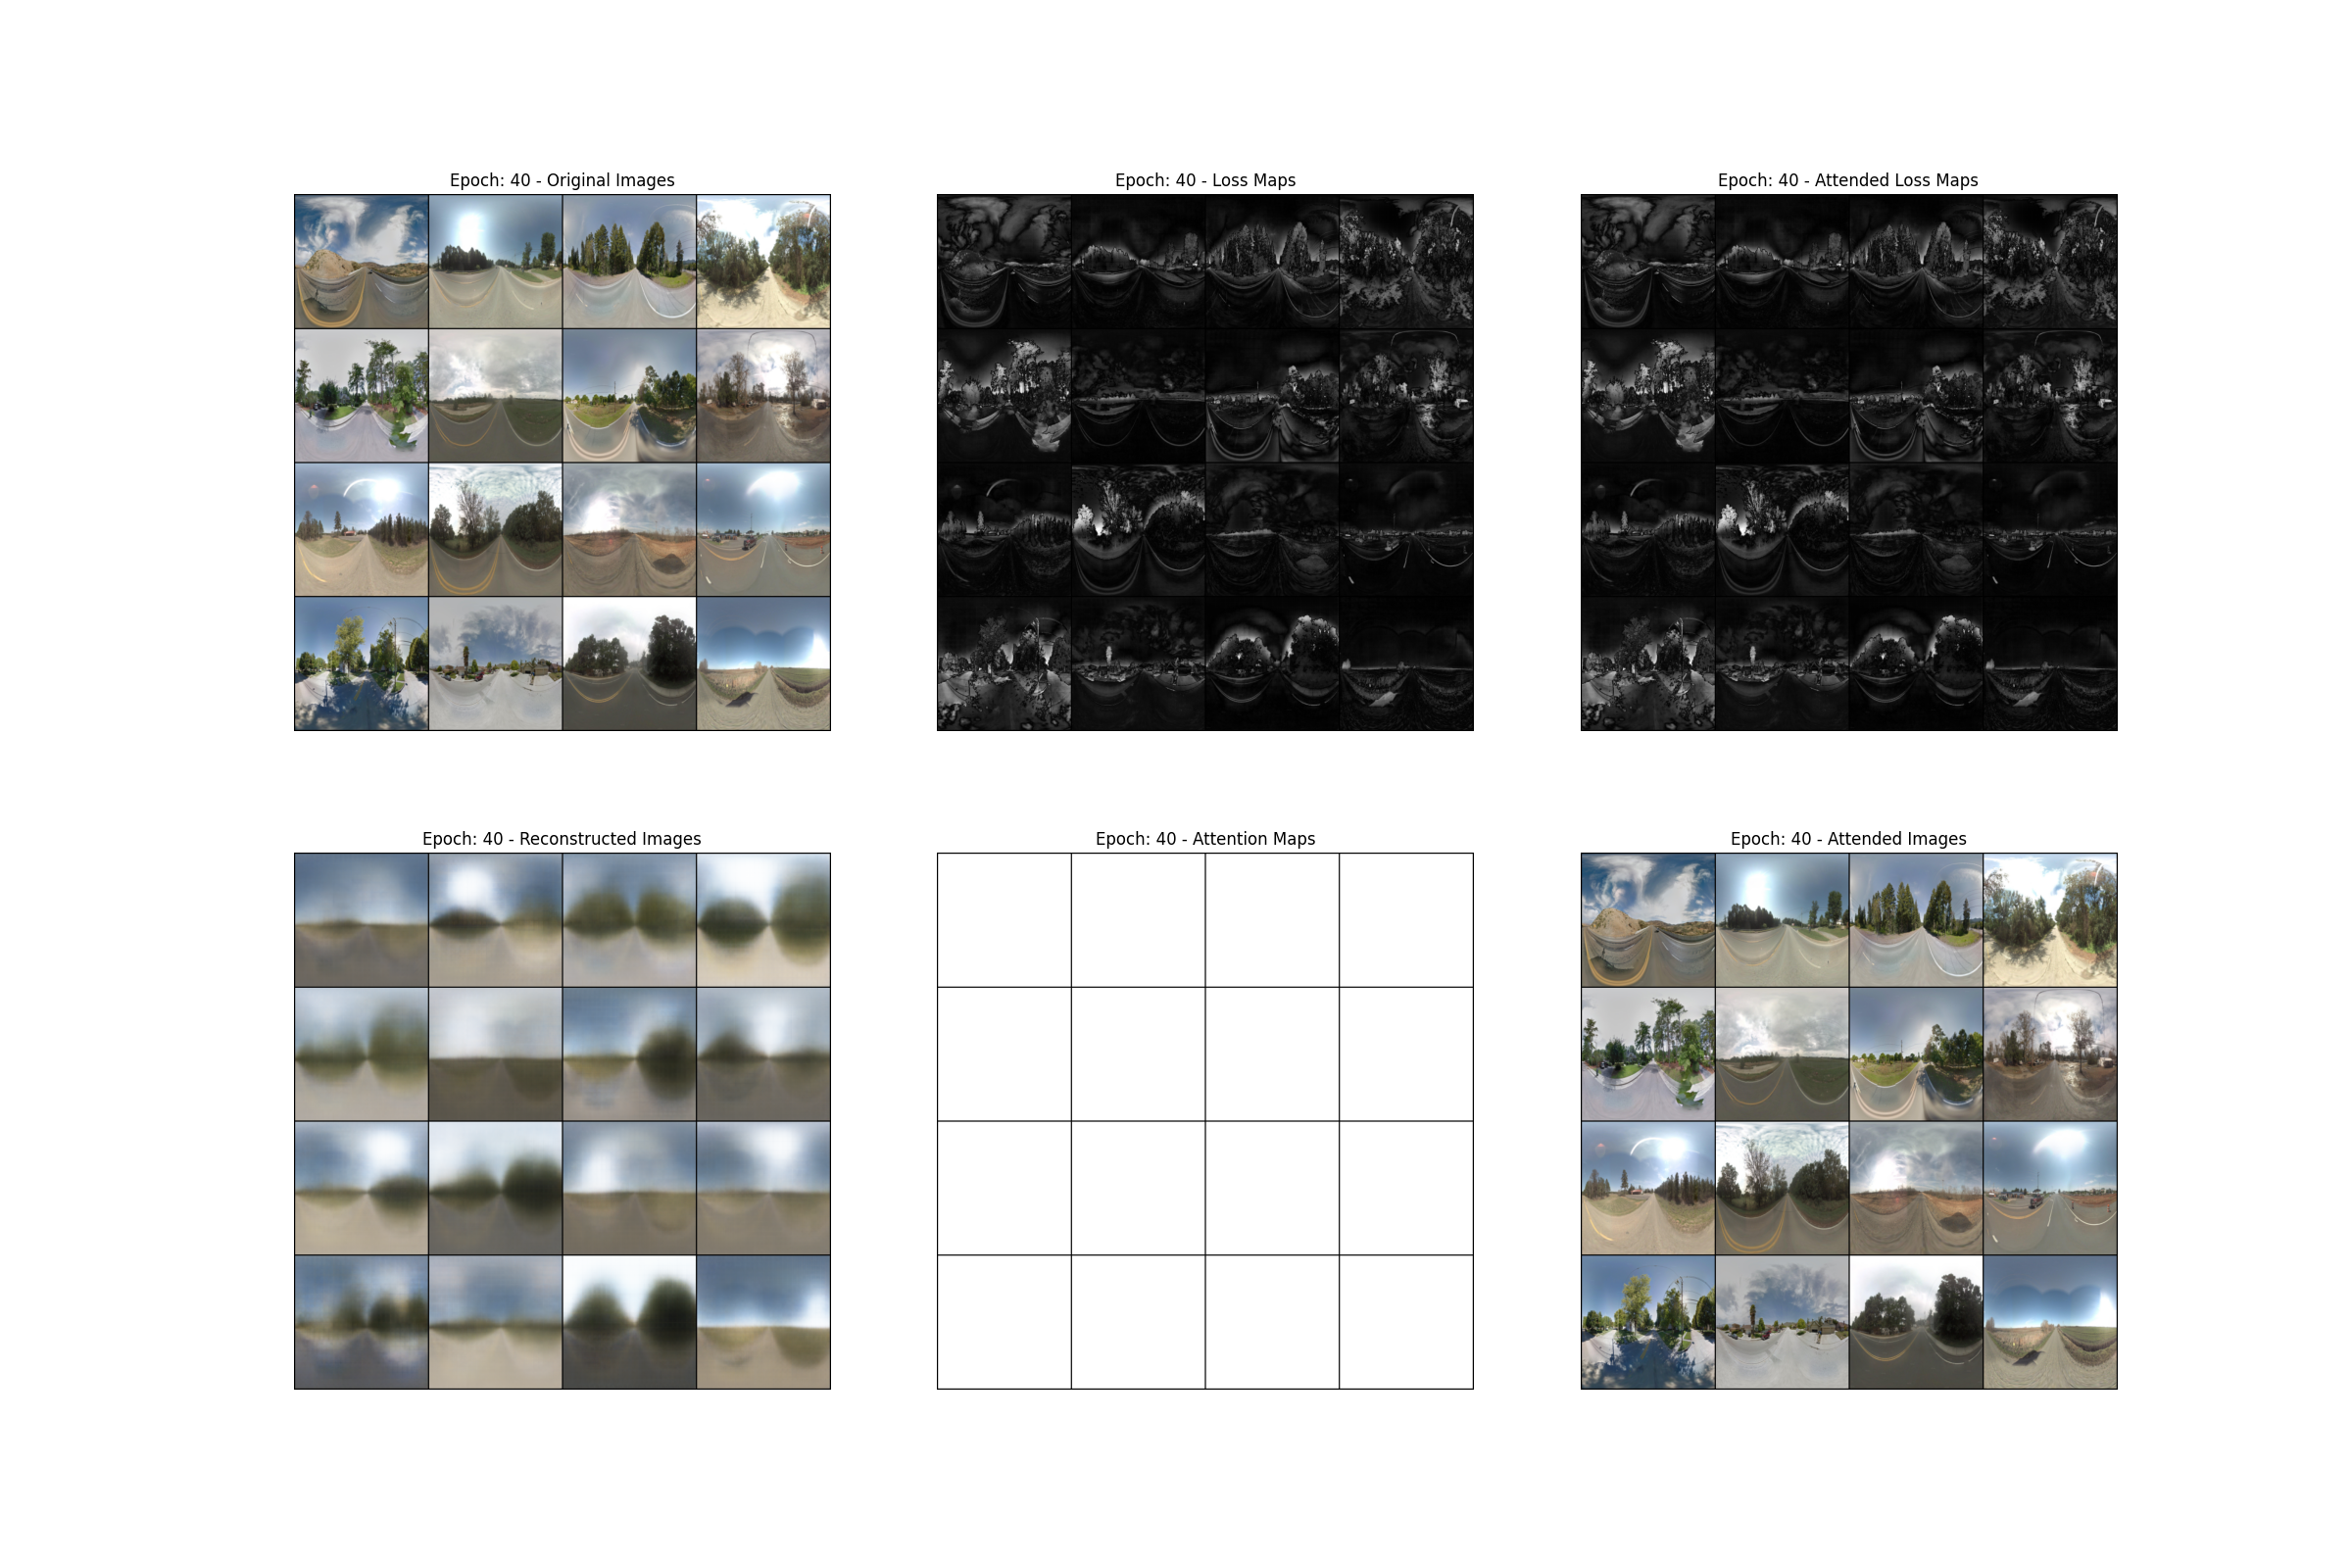 Epoch: 40 - Original Images
Epoch: 40 - Loss Maps
Epoch: 40 - Attended Loss Maps
Epoch: 40 - Reconstructed Images
Epoch: 40 - Attention Maps
Epoch: 40 - Attended Images